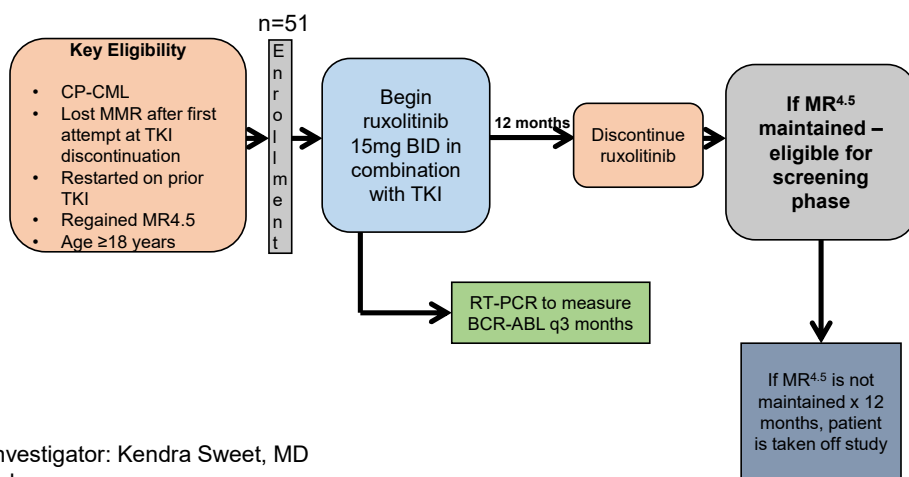 n=51
Key Eligibility
• CP-CML
• Lost MMR after first
attempt at TKI
discontinuation
• Restarted on prior
TKI
• Regained MR4.5
• Age ≥18 years
Enrollment
Begin
ruxolitinib
15mg BID in
combination
with TKI
12 months
Discontinue
ruxolitinib
If MR4.5
maintained –
eligible for
screening
phase
RT-PCR to measure
BCR-ABL q3 months
If MR4.5 is not
maintained x 12
months, patient
is taken off study
nvestigator: Kendra Sweet, MD